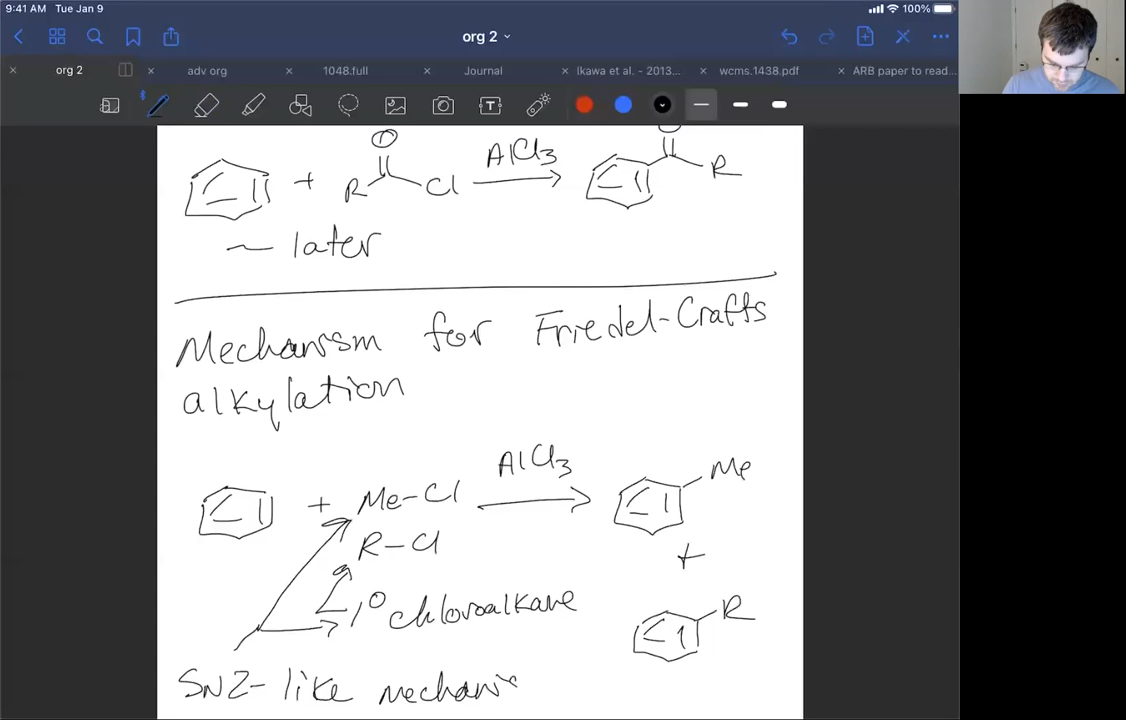 9:41 AM Tue Jan 9
100%
org 2
org 2
adv org
1048.full
Journal
Ikawa et al. - 2013...
wcms.1438.pdf
ARB paper to read...
O
+ R Cl AlCl3 R
~ later
Mechanism for Friedel-Crafts
alkylation
+ Me-Cl AlCl3 Me
R-Cl
+
1° chloroalkane R
SN2-like mechanis